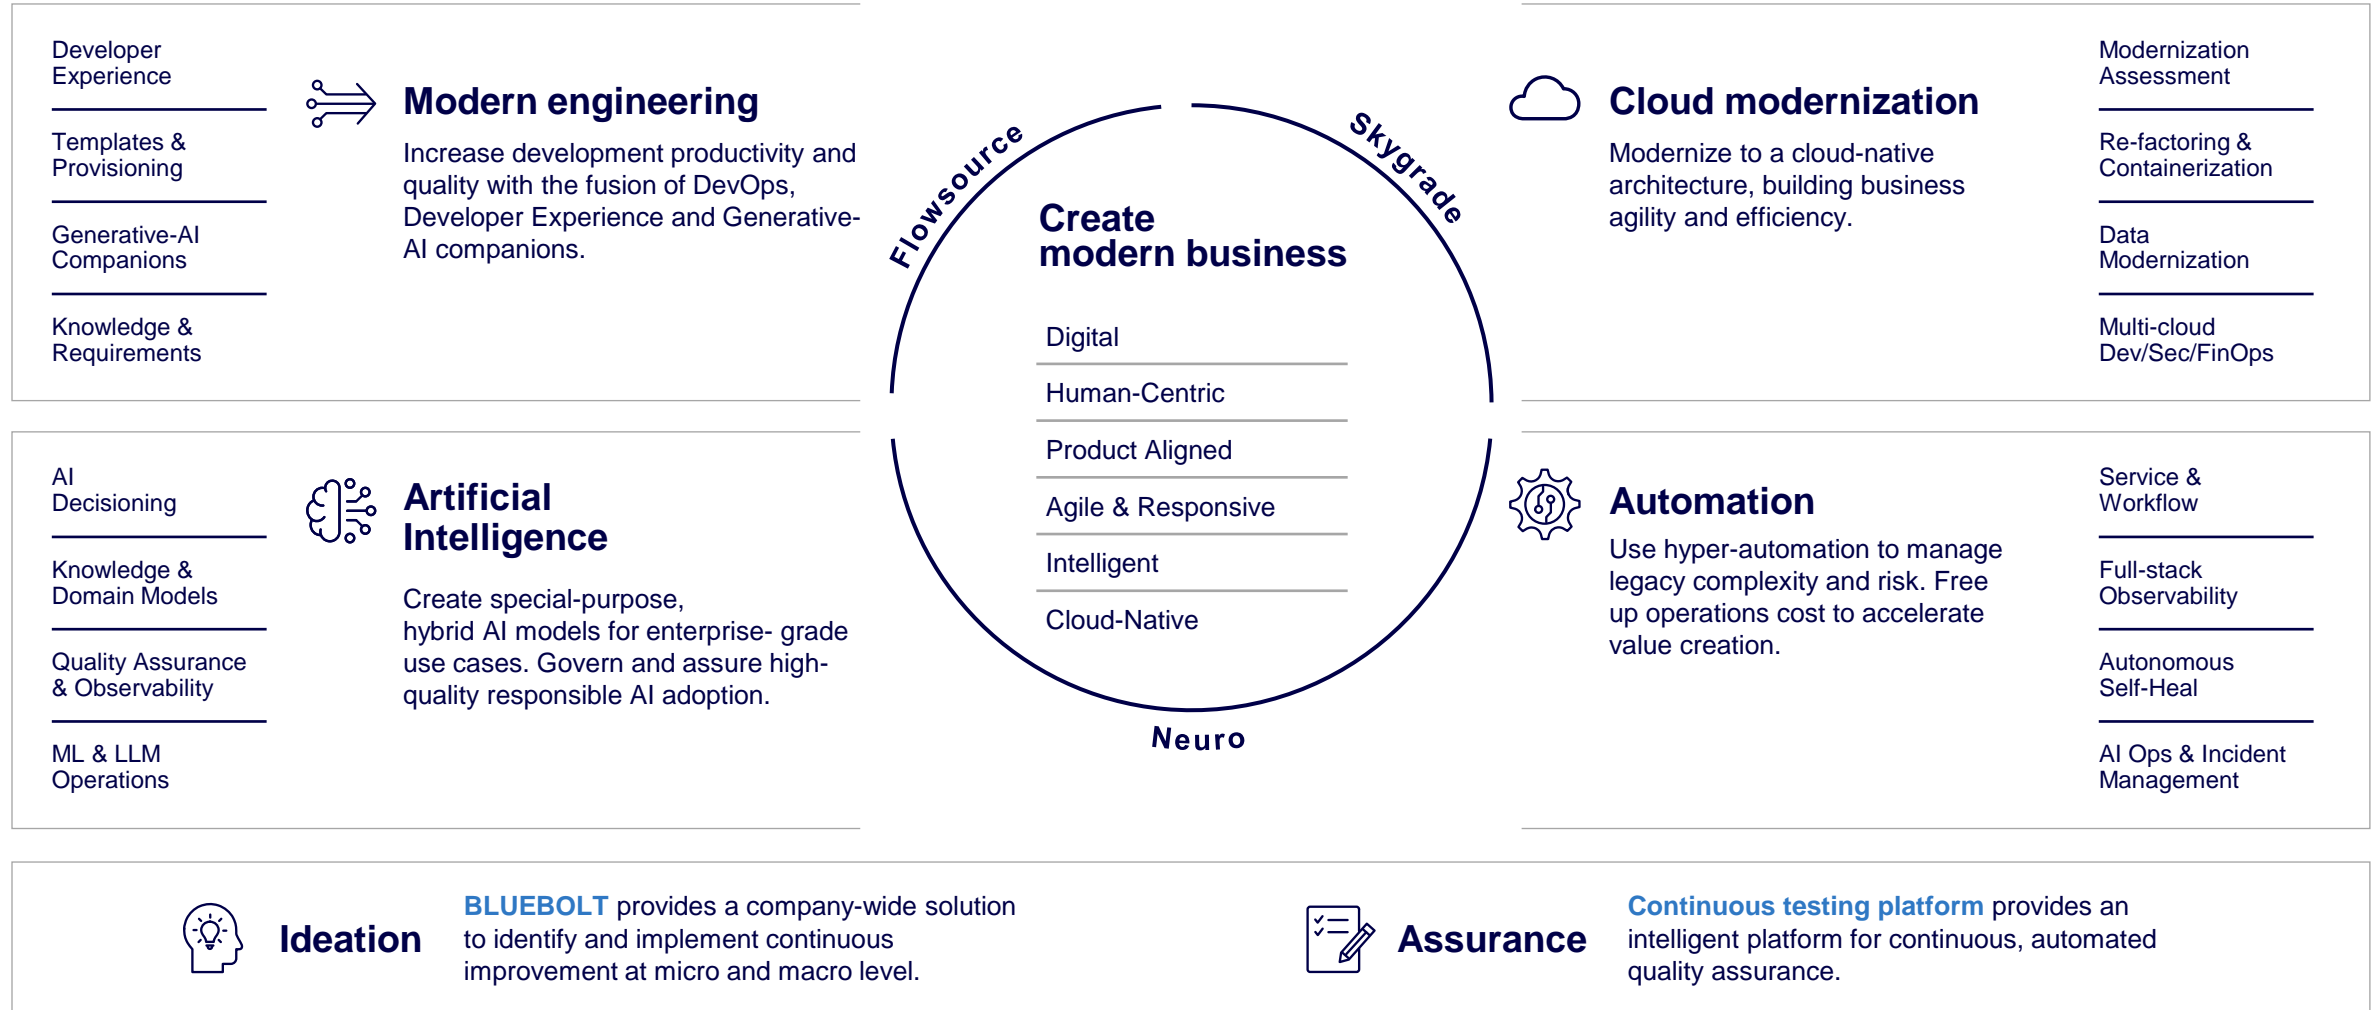 Developer
Experience
Templates &
Provisioning
Generative-AI
Companions
Knowledge &
Requirements
Modern engineering
Increase development productivity and
quality with the fusion of DevOps,
Developer Experience and Generative-
AI companions.
Flowsource
Skygrade
Neuro
Create
modern business
Digital
Human-Centric
Product Aligned
Agile & Responsive
Intelligent
Cloud-Native
Cloud modernization
Modernize to a cloud-native
architecture, building business
agility and efficiency.
Modernization
Assessment
Re-factoring &
Containerization
Data
Modernization
Multi-cloud
Dev/Sec/FinOps
AI
Decisioning
Knowledge &
Domain Models
Quality Assurance
& Observability
ML & LLM
Operations
Artificial
Intelligence
Create special-purpose,
hybrid AI models for enterprise- grade
use cases. Govern and assure high-
quality responsible AI adoption.
Automation
Use hyper-automation to manage
legacy complexity and risk. Free
up operations cost to accelerate
value creation.
Service &
Workflow
Full-stack
Observability
Autonomous
Self-Heal
AI Ops & Incident
Management
Ideation
BLUEBOLT provides a company-wide solution
to identify and implement continuous
improvement at micro and macro level.
Assurance
Continuous testing platform provides an
intelligent platform for continuous, automated
quality assurance.